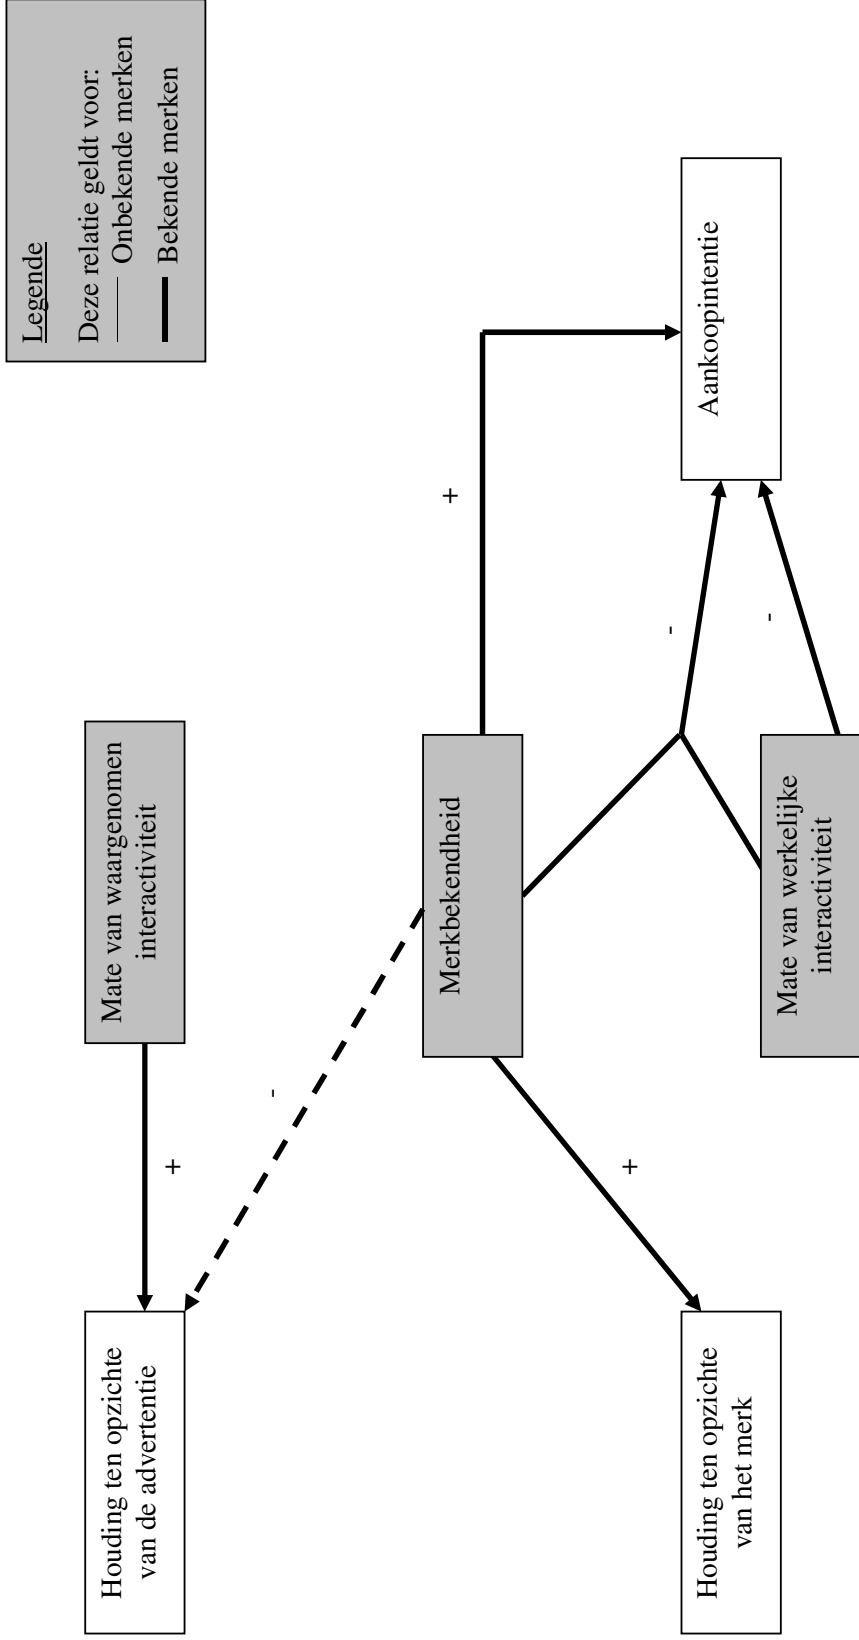 Legende
Deze relatie geldt voor:
Onbekende merken
Bekende merken
Houding ten opzichte
van de advertentie
+
Mate van waargenomen
interactiviteit
-
Merkbekendheid
+
+
Houding ten opzichte
van het merk
-
Aankoopintentie
-
Mate van werkelijke
interactiviteit